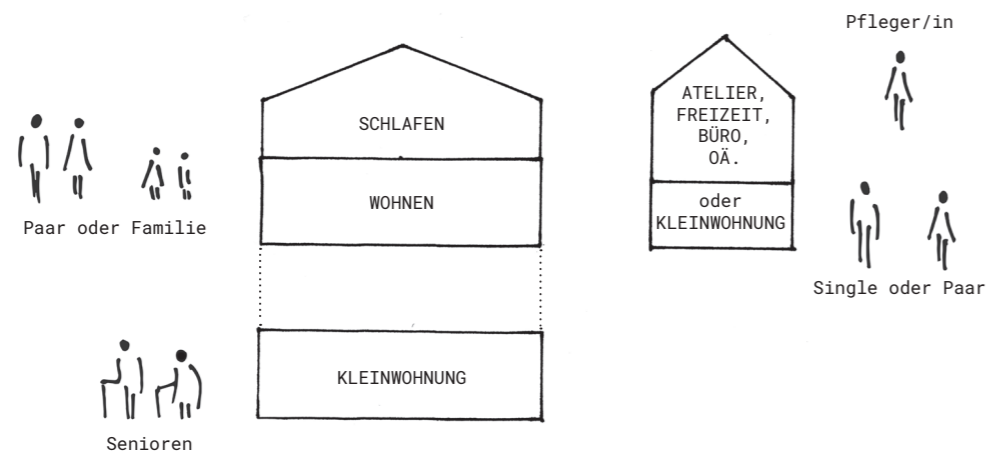 Pfleger/in
ATELIER,
FREIZEIT,
BÜRO,
OÄ.
SCHLAFEN
WOHNEN
oder
KLEINWOHNUNG
Paar oder Familie
Single oder Paar
KLEINWOHNUNG
Senioren